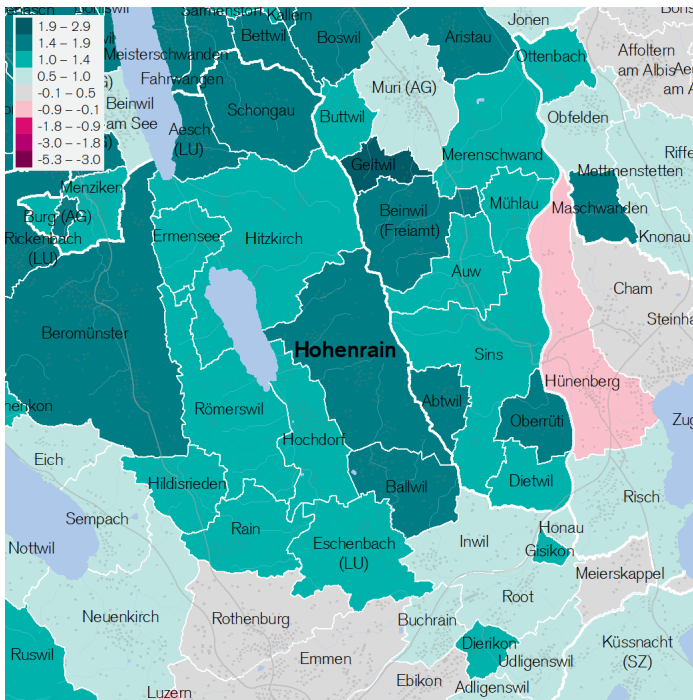 1.9 – 2.9
1.4 – 1.9
1.0 – 1.4
0.5 – 1.0
-0.1 – 0.5
-0.9 – -0.1
-1.8 – -0.9
-3.0 – -1.8
-5.3 – -3.0
Sarmenstorf
Kallern
Bettwil
Boswil
Aristau
Jonen
Ottenbach
Affoltern
am Albis
Meisterschwanden
Fahrwangen
Muri (AG)
Beinwil
am See
Schongau
Buttwil
Obfelden
Aesch
(LU)
Merenschwand
Geltwil
Mettmenstetten
Menziken
Mühlau
Maschwanden
Burg (AG)
Beinwil
(Freiamt)
Rickenbach
(LU)
Ermensee
Hitzkirch
Knonau
Auw
Cham
Beromünster
Hohenrain
Sins
Hünenberg
Römerswil
Abtwil
Oberrüti
Hochdorf
Eich
Hildisrieden
Ballwil
Dietwil
Risch
Sempach
Rain
Eschenbach
(LU)
Inwil
Honau
Gisikon
Nottwil
Meierskappel
Root
Neuenkirch
Rothenburg
Buchrain
Dierikon
Küssnacht
(SZ)
Ruswil
Emmen
Udligenswil
Ebikon
Adligenswil
Luzern